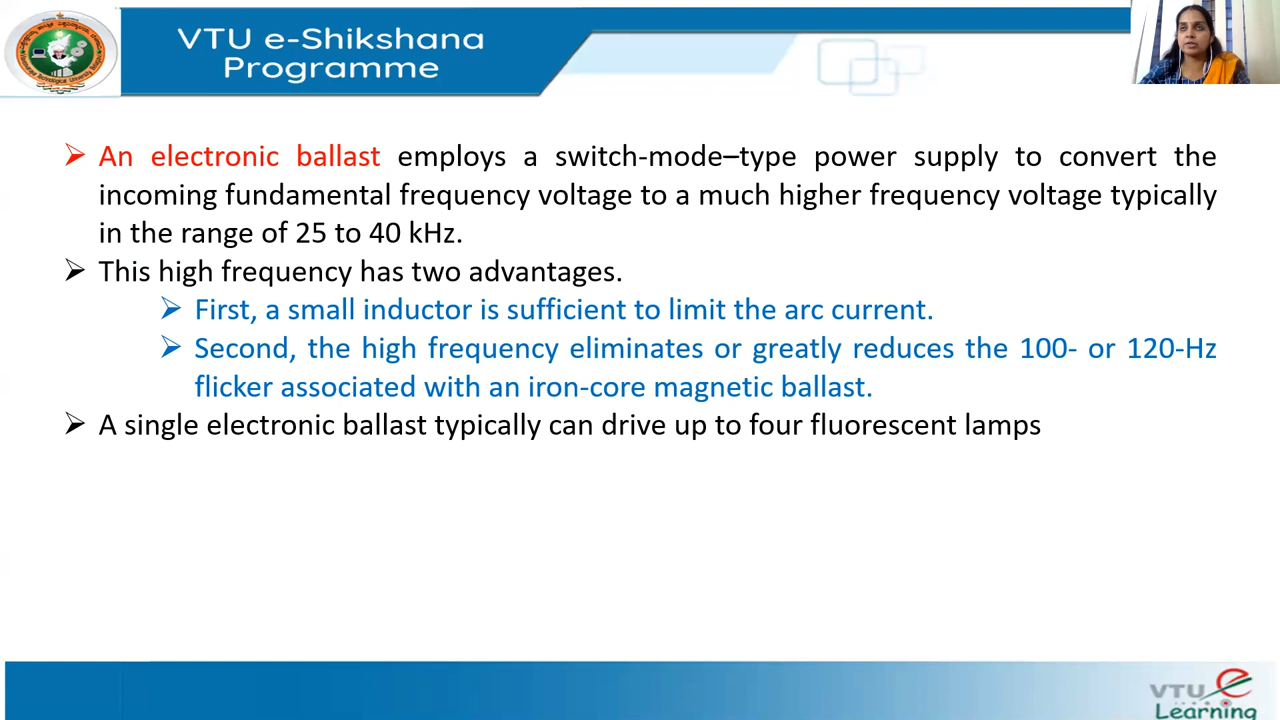 VTU e-Shikshana
Programme
➢ An electronic ballast employs a switch-mode–type power supply to convert the
incoming fundamental frequency voltage to a much higher frequency voltage typically
in the range of 25 to 40 kHz.
➢ This high frequency has two advantages.
➢ First, a small inductor is sufficient to limit the arc current.
➢ Second, the high frequency eliminates or greatly reduces the 100- or 120-Hz
flicker associated with an iron-core magnetic ballast.
➢ A single electronic ballast typically can drive up to four fluorescent lamps
VTU e
Learning